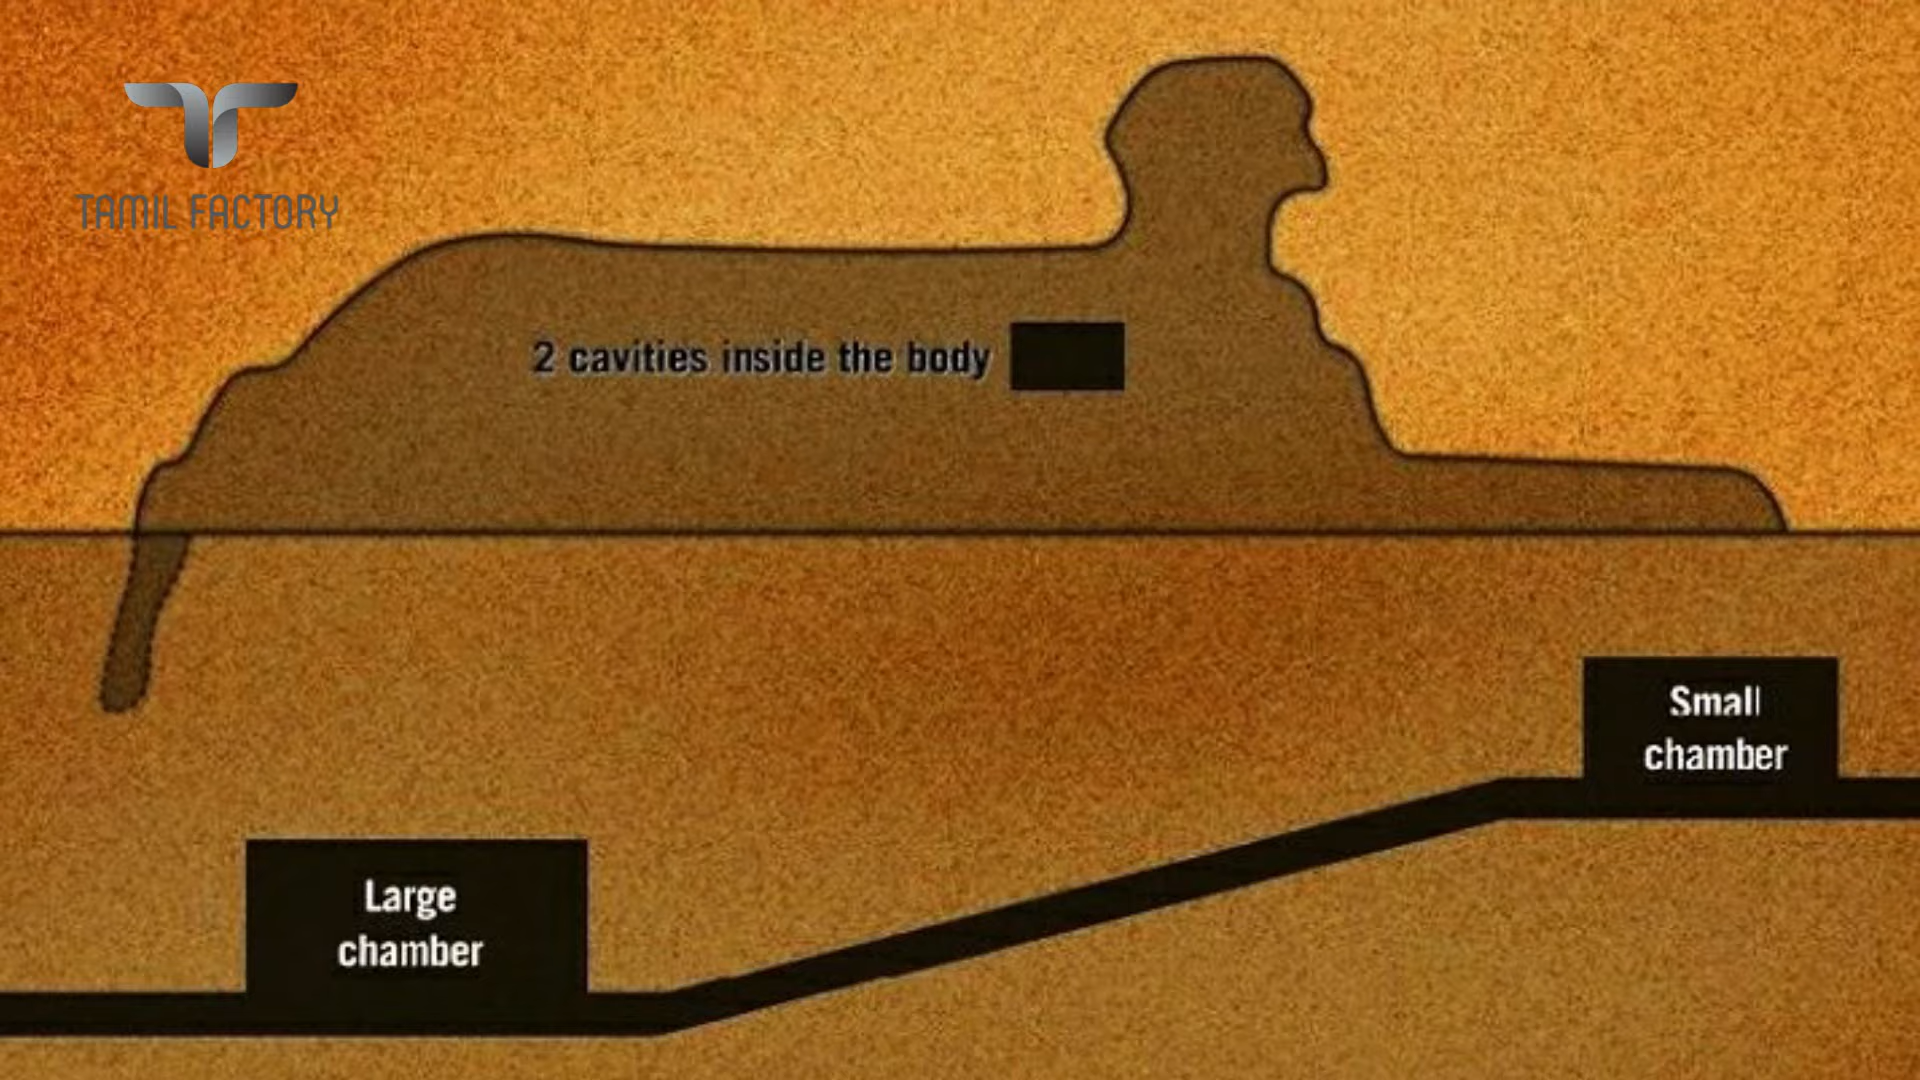 TAMIL FACTORY
2 cavities inside the body
Small
chamber
Large
chamber